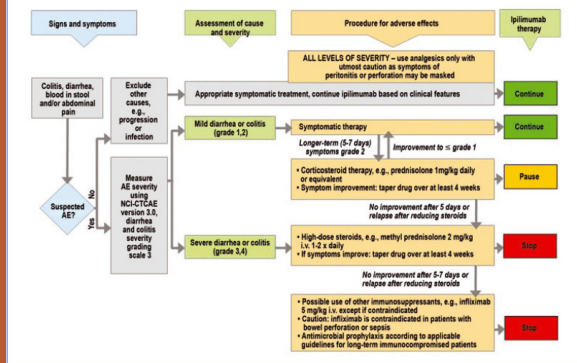 Signs and symptoms
Assessment of cause
and severity
Procedure for adverse effects
Ipilimumab
therapy
ALL LEVELS OF SEVERITY – use analgesics only with
utmost caution as symptoms of
peritonitis or perforation may be masked
Colitis, diarrhea,
blood in stool
and/or abdominal
pain
Exclude
other
causes,
e.g.,
progression
or
infection
Appropriate symptomatic treatment, continue ipilimumab based on clinical features
Continue
Mild diarrhea or colitis
(grade 1,2)
Symptomatic therapy
Continue
Longer-term (5-7 days)
symptoms grade 2
Improvement to ≤ grade 1
Suspected
AE?
No
Yes
Measure
AE severity
using
NCI-CTCAE
version 3.0,
diarrhea
and colitis
severity
grading
scale 3
• Corticosteroid therapy, e.g., prednisolone 1mg/kg daily
or equivalent
• Symptom improvement: taper drug over at least 4 weeks
Pause
No improvement after 5 days or
relapse after reducing steroids
Severe diarrhea or colitis
(grade 3,4)
• High-dose steroids, e.g., methyl prednisolone 2 mg/kg
i.v. 1-2 x daily
• If symptoms improve: taper drug over at least 4 weeks
Stop
No improvement after 5-7 days or
relapse after reducing steroids
• Possible use of other immunosuppressants, e.g., infliximab
5 mg/kg i.v. except if contraindicated
• Caution: infliximab is contraindicated in patients with
bowel perforation or sepsis
• Antimicrobial prophylaxis according to applicable
guidelines for long-term immunocompromised patients
Stop